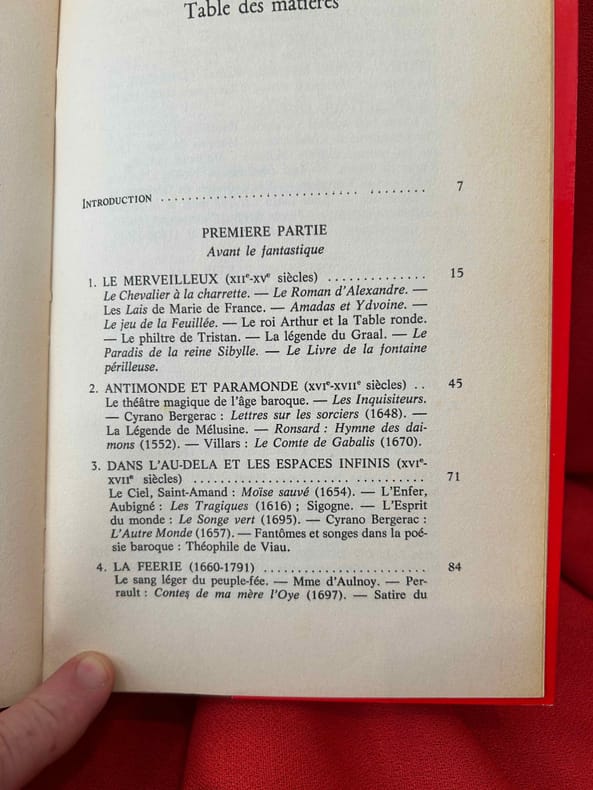 Table des matières
INTRODUCTION .................................. ........ 7
PREMIERE PARTIE
Avant le fantastique
1. LE MERVEILLEUX (XIIᵉ-XVᵉ siècles) .............. 15
Le Chevalier à la charrette. — Le Roman d'Alexandre. —
Les Lais de Marie de France. — Amadas et Ydvoine. —
Le jeu de la Feuillée. — Le roi Arthur et la Table ronde.
— Le philtre de Tristan. — La légende du Graal. — Le
Paradis de la reine Sibylle. — Le Livre de la fontaine
périlleuse.
2. ANTIMONDE ET PARAMONDE (XVIᵉ-XVIIᵉ siècles) .. 45
Le théâtre magique de l'âge baroque. — Les Inquisiteurs.
— Cyrano Bergerac : Lettres sur les sorciers (1648). —
La Légende de Mélusine. — Ronsard : Hymne des dai-
mons (1552). — Villars : Le Comte de Gabalis (1670).
3. DANS L'AU-DELA ET LES ESPACES INFINIS (XVIᵉ-
XVIIᵉ siècles) ...................... .......... 71
Le Ciel, Saint-Amand : Moïse sauvé (1654). — L'Enfer,
Aubigné : Les Tragiques (1616) ; Sigogne. — L'Esprit
du monde : Le Songe vert (1695). — Cyrano Bergerac :
L'Autre Monde (1657). — Fantômes et songes dans la poé-
sie baroque : Théophile de Viau.
4. LA FEERIE (1660-1791) ....................... 84
Le sang léger du peuple-fée. — Mme d'Aulnoy. — Per-
rault : Contes de ma mère l'Oye (1697). — Satire du